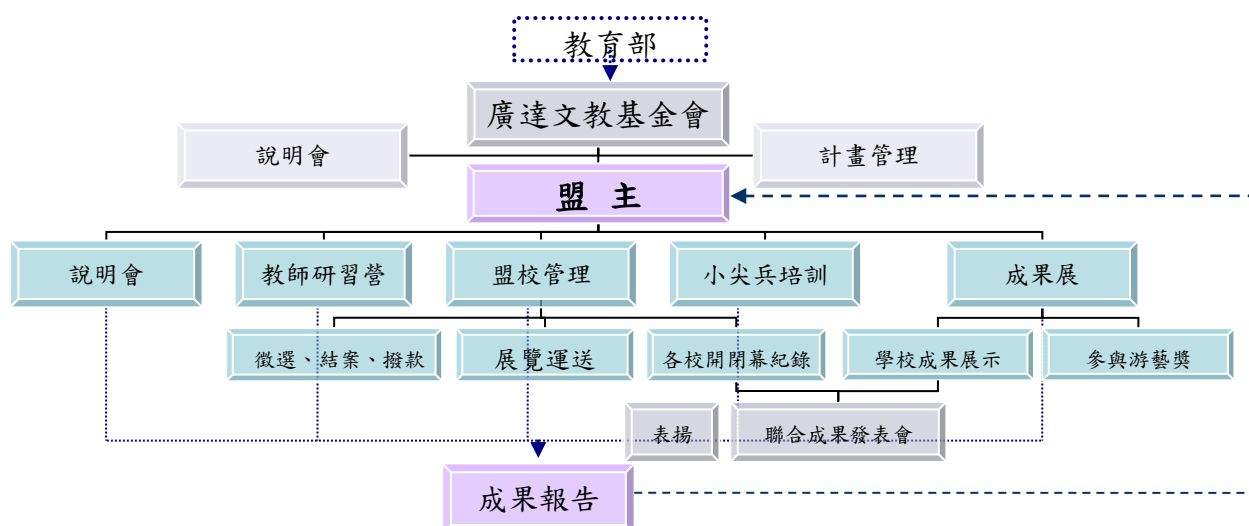 教育部
廣達文教基金會
說明會
計畫管理
盟 主
說明會
教師研習營
盟校管理
小尖兵培訓
成果展
徵選、結案、撥款
展覽運送
各校開閉幕紀錄
學校成果展示
參與游藝獎
表揚
聯合成果發表會
成果報告